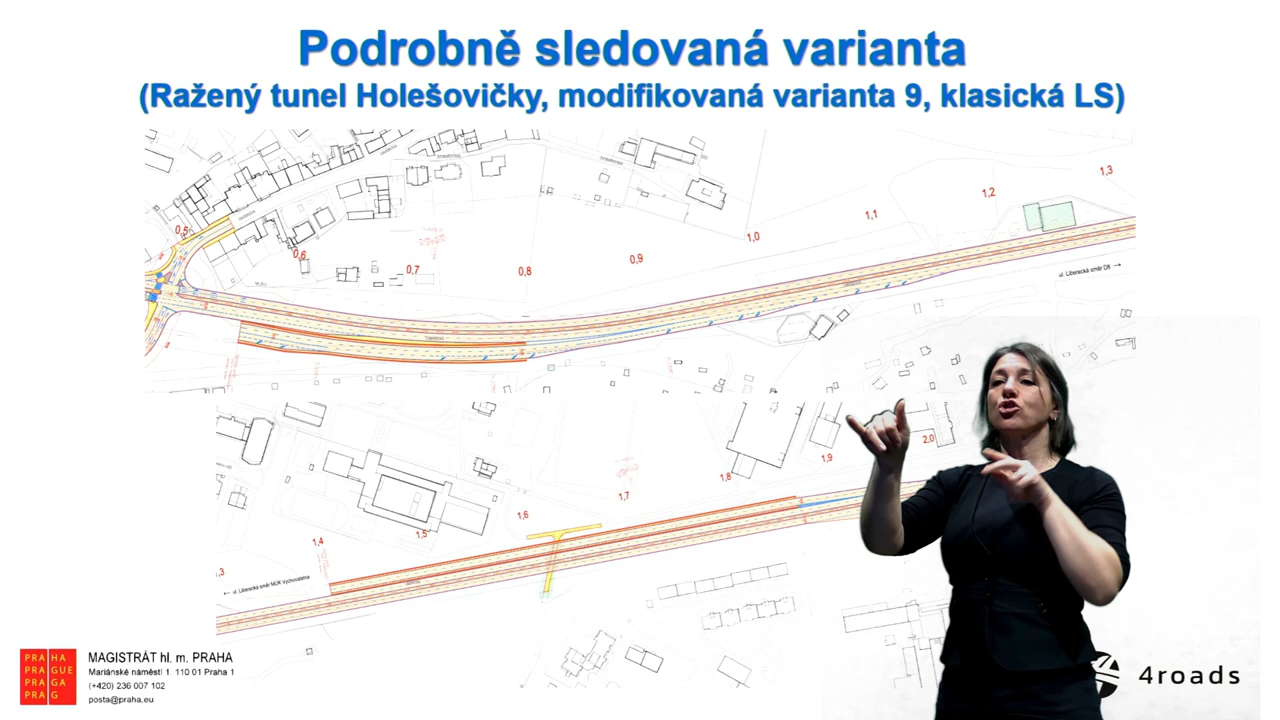 Podrobně sledovaná varianta
(Ražený tunel Holešovičky, modifikovaná varianta 9, klasická LS)
1,3
1,2
1,1
1,0
0,9
0,8
0,7
0,6
0,5
ul. Liberecká směr D8 →
2,0
1,9
1,8
1,7
1,6
1,5
1,4
,3
← ul. Liberecká směr MÚK Vychovatelna
PRA HA
PRA GUE
PRA GA
PRA G
MAGISTRÁT hl. m. PRAHA
Mariánské náměstí 1, 110 01 Praha 1
(+420) 236 007 102
posta@praha.eu
4roads